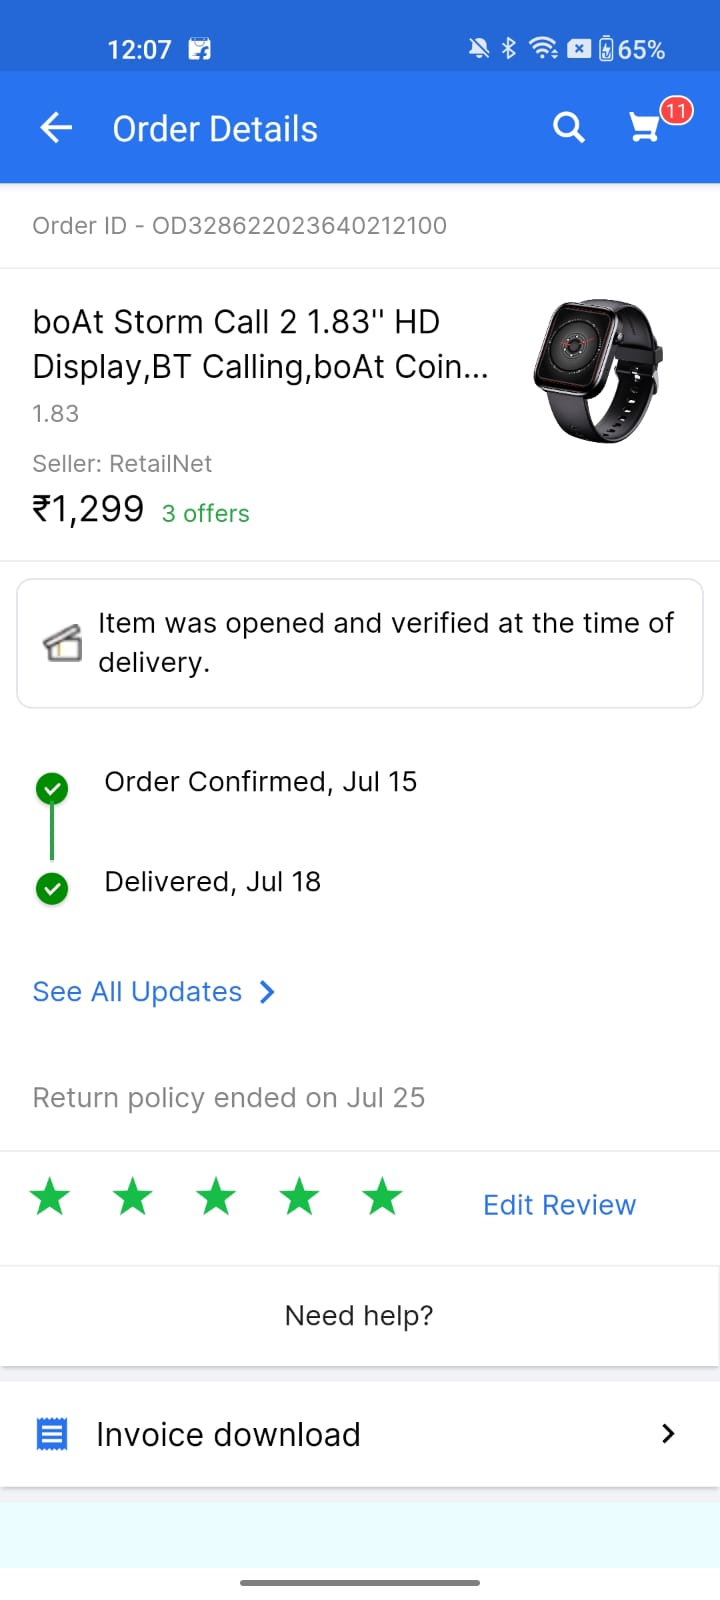 12:07
65%
Order Details
11
Order ID - OD328622023640212100
boAt Storm Call 2 1.83'' HD
Display,BT Calling,boAt Coin...
1.83
Seller: RetailNet
₹1,299 3 offers
Item was opened and verified at the time of
delivery.
Order Confirmed, Jul 15
Delivered, Jul 18
See All Updates
Return policy ended on Jul 25
Edit Review
Need help?
Invoice download